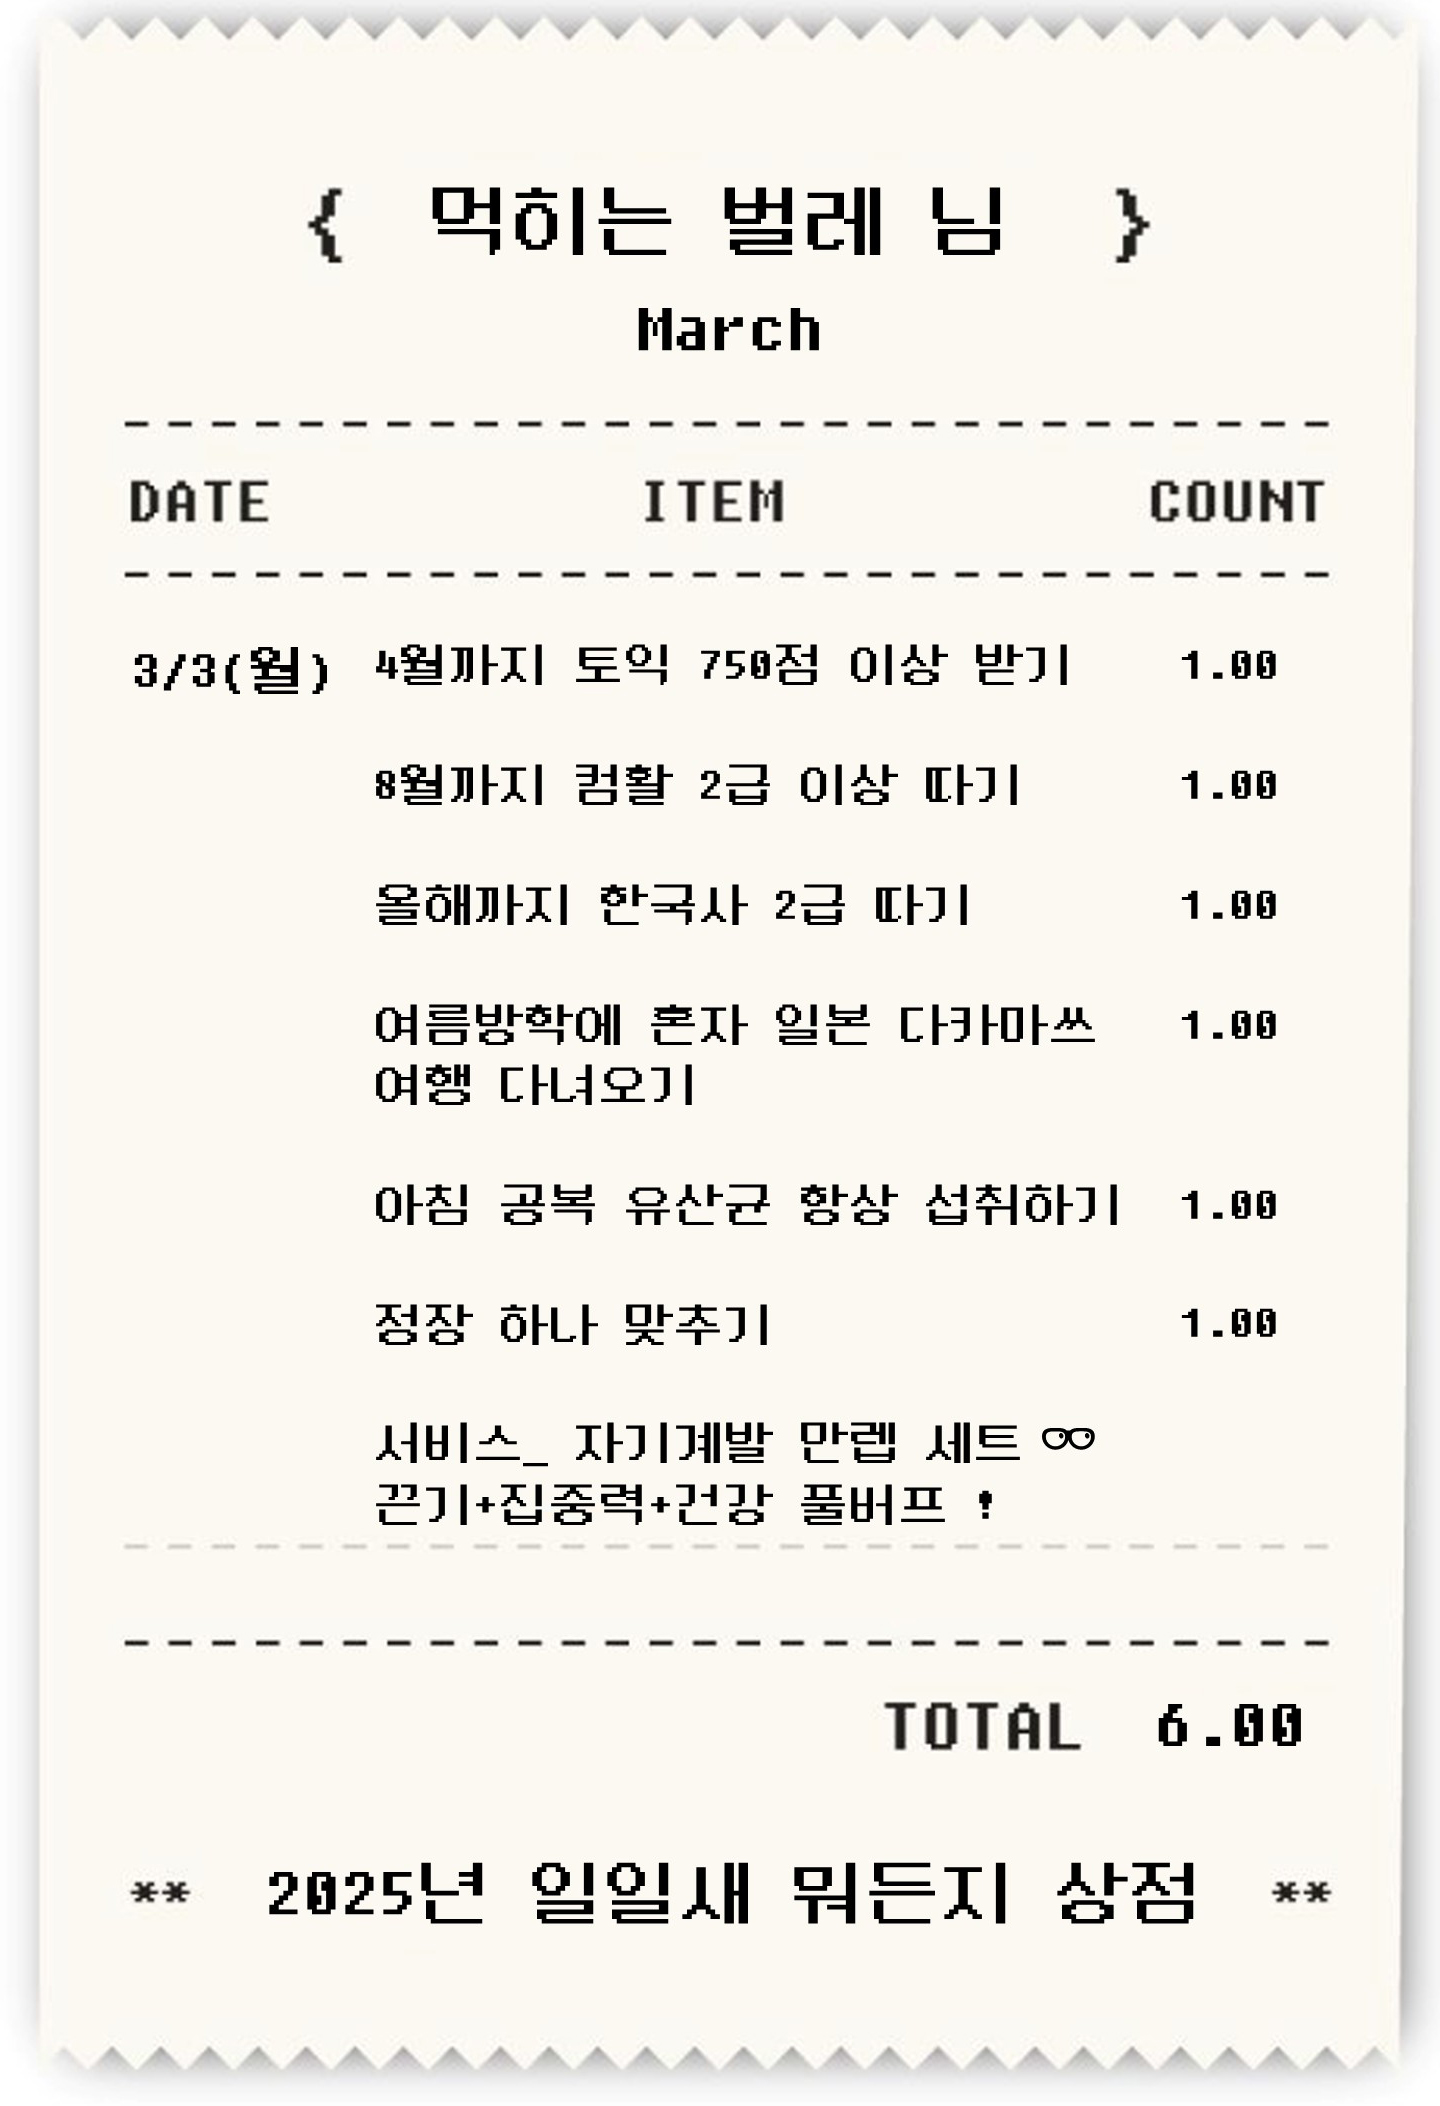 { 먹히는 벌레 님 }
March
DATE ITEM COUNT
3/3(월) 4월까지 토익 750점 이상 받기 1.00
8월까지 컴활 2급 이상 따기 1.00
올해까지 한국사 2급 따기 1.00
여름방학에 혼자 일본 다카마쓰 1.00
여행 다녀오기
아침 공복 유산균 항상 섭취하기 1.00
정장 하나 맞추기 1.00
서비스_ 자기계발 만렙 세트 👓
끈기+집중력+건강 풀버프 !
TOTAL 6.00
** 2025년 일일새 뭐든지 상점 **